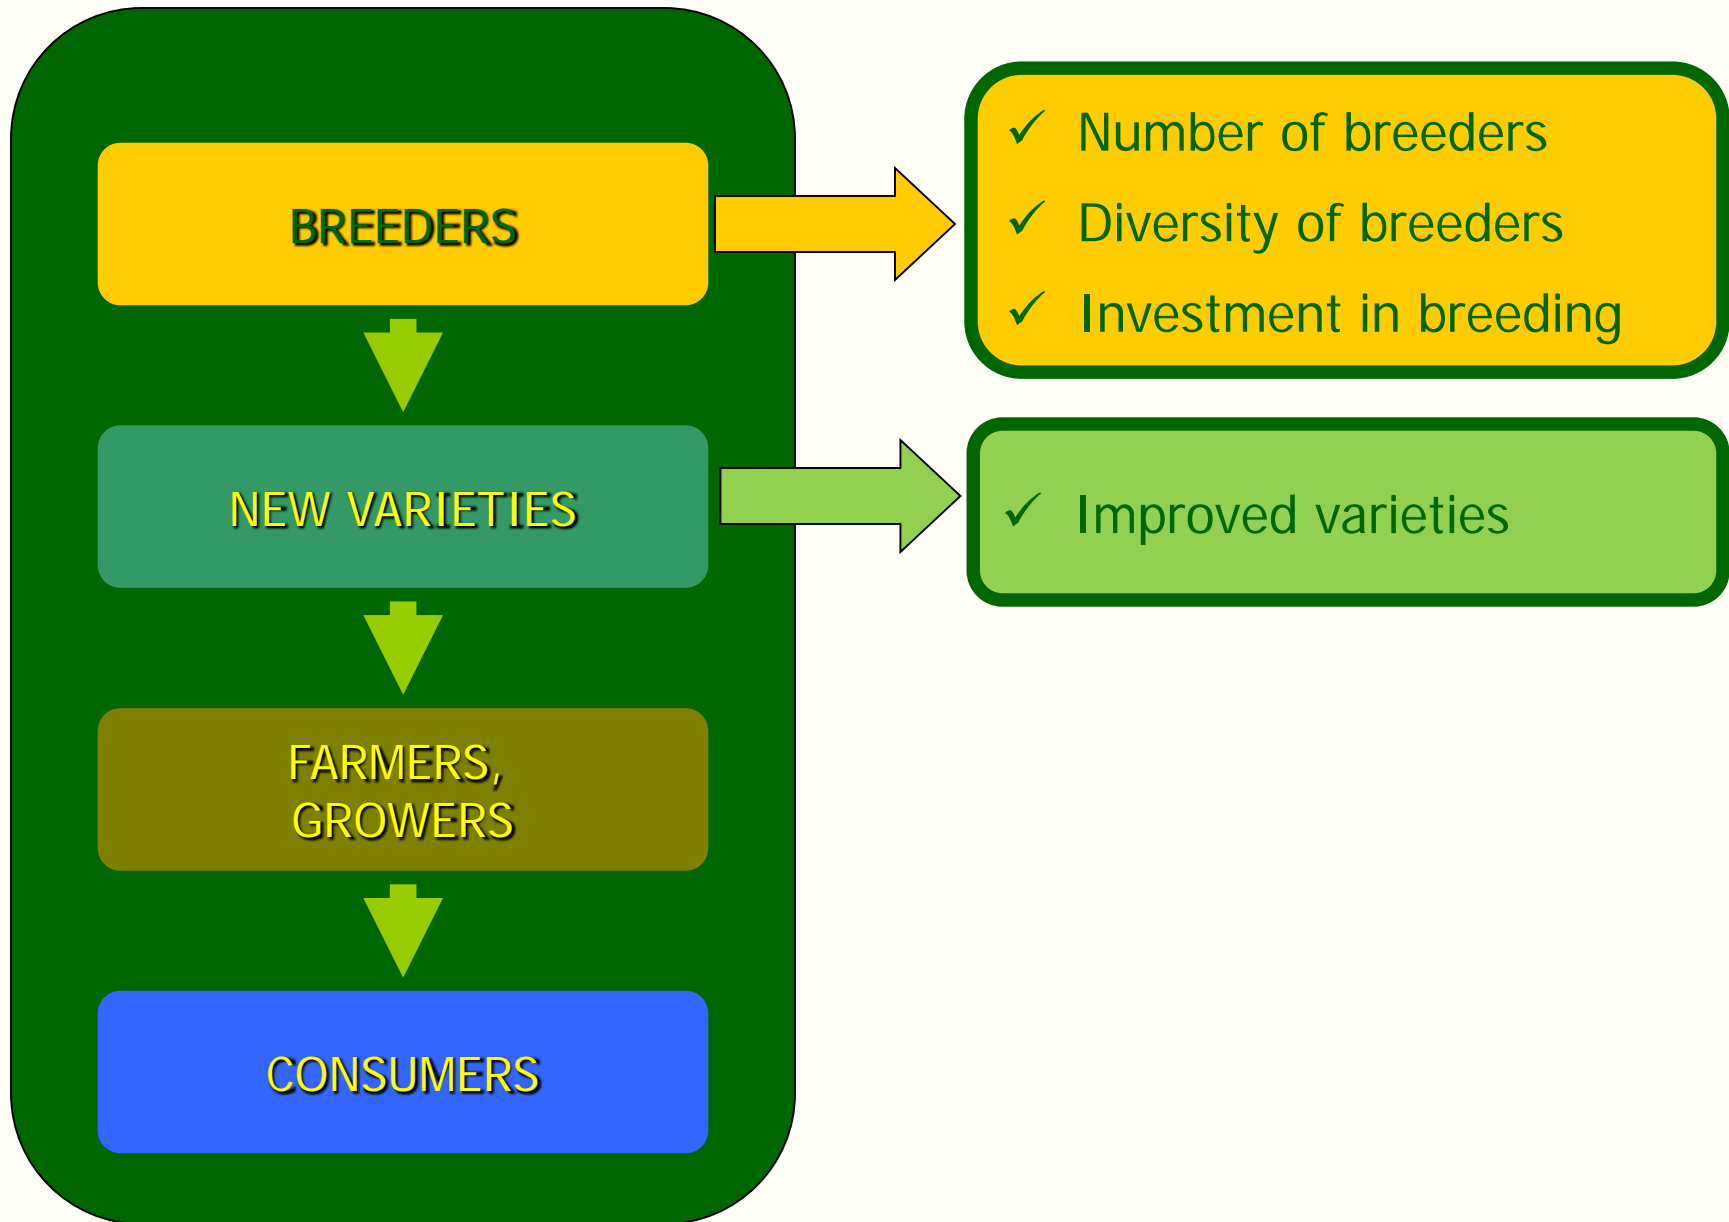 BREEDERS
✓ Number of breeders
✓ Diversity of breeders
✓ Investment in breeding
NEW VARIETIES
✓ Improved varieties
FARMERS,
GROWERS
CONSUMERS